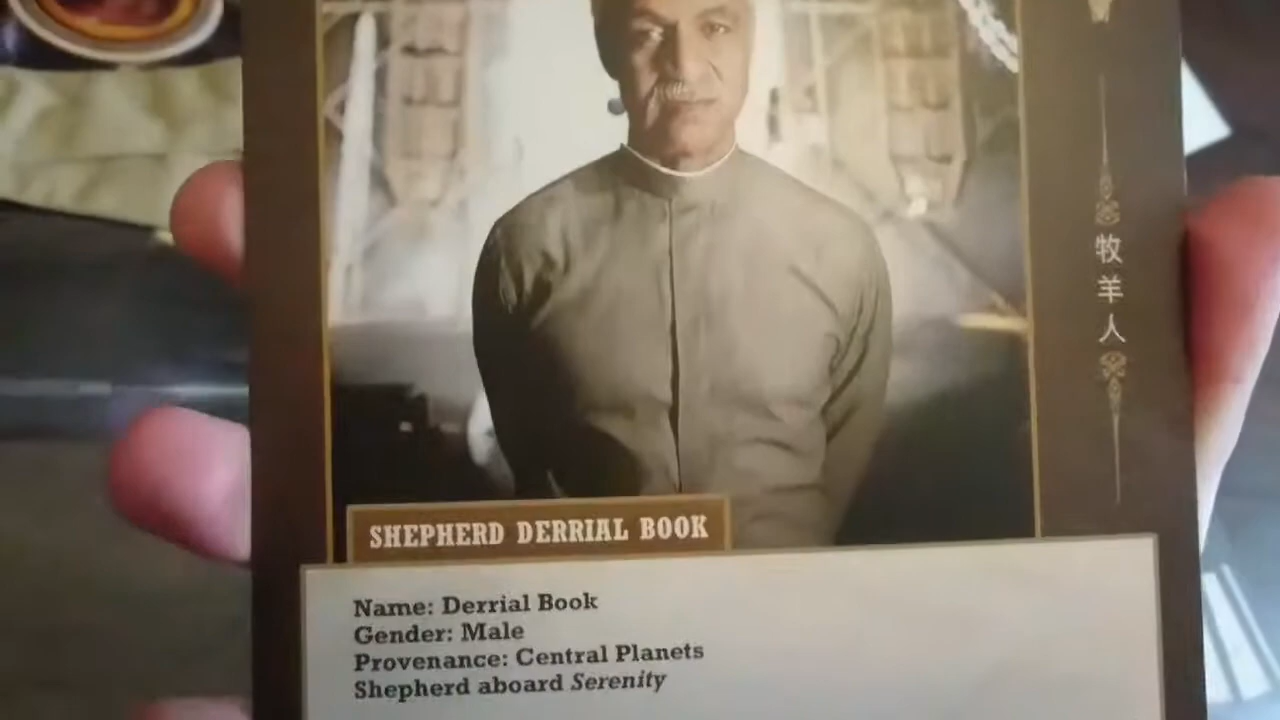 牧羊人
SHEPHERD DERRIAL BOOK
Name: Derrial Book
Gender: Male
Provenance: Central Planets
Shepherd aboard Serenity